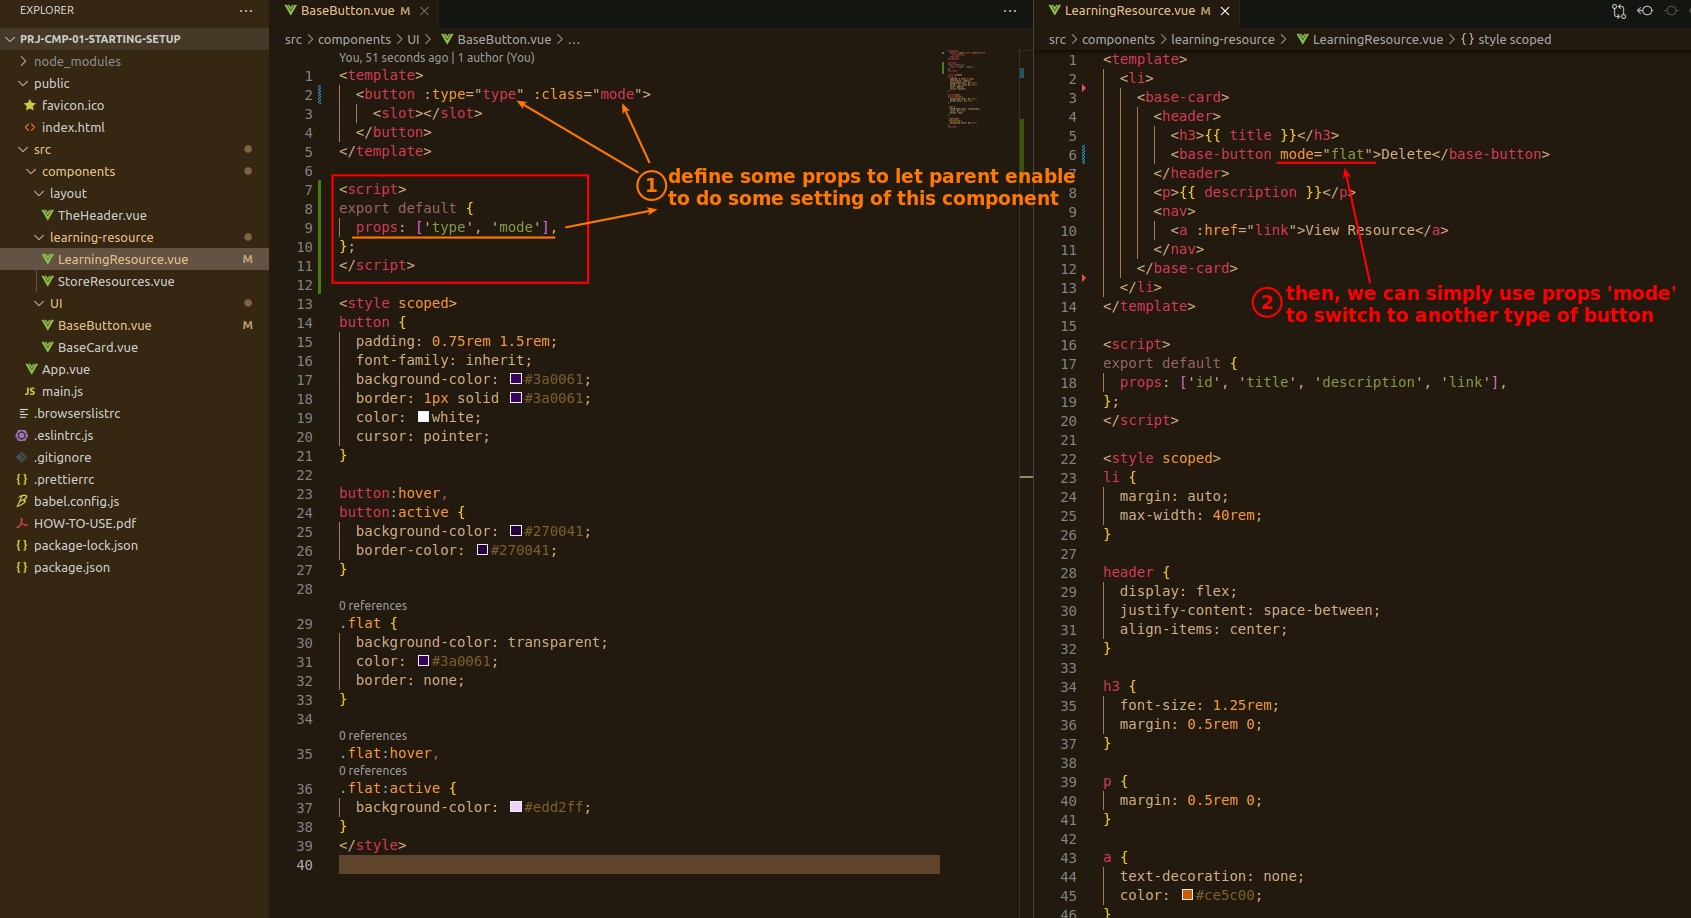 EXPLORER
PRJ-CMP-01-STARTING-SETUP
node_modules
public
favicon.ico
index.html
src
components
layout
TheHeader.vue
learning-resource
LearningResource.vue M
StoreResources.vue
UI
BaseButton.vue M
BaseCard.vue
App.vue
JS main.js
.browserslistrc
.eslintrc.js
.gitignore
{} .prettierrc
babel.config.js
HOW-TO-USE.pdf
{} package-lock.json
{} package.json
BaseButton.vue M
src > components > UI > BaseButton.vue > ...
You, 51 seconds ago | 1 author (You)
1 <template>
2 <button :type="type" :class="mode">
3 <slot></slot>
4 </button>
5 </template>
6
7 <script>
8 export default {
9 props: ['type', 'mode'],
10 };
11 </script>
12
13 <style scoped>
14 button {
15 padding: 0.75rem 1.5rem;
16 font-family: inherit;
17 background-color: #3a0061;
18 border: 1px solid #3a0061;
19 color: white;
20 cursor: pointer;
21 }
22
23 button:hover,
24 button:active {
25 background-color: #270041;
26 border-color: #270041;
27 }
28
0 references
29 .flat {
30 background-color: transparent;
31 color: #3a0061;
32 border: none;
33 }
34
0 references
35 .flat:hover,
0 references
36 .flat:active {
37 background-color: #edd2ff;
38 }
39 </style>
40
1 define some props to let parent enable
to do some setting of this component
LearningResource.vue M
src > components > learning-resource > LearningResource.vue > {} style scoped
1 <template>
2 <li>
3 <base-card>
4 <header>
5 <h3>{{ title }}</h3>
6 <base-button mode="flat">Delete</base-button>
7 </header>
8 <p>{{ description }}</p>
9 <nav>
10 <a :href="link">View Resource</a>
11 </nav>
12 </base-card>
13 </li>
14 </template>
15
16 <script>
17 export default {
18 props: ['id', 'title', 'description', 'link'],
19 };
20 </script>
21
22 <style scoped>
23 li {
24 margin: auto;
25 max-width: 40rem;
26 }
27
28 header {
29 display: flex;
30 justify-content: space-between;
31 align-items: center;
32 }
33
34 h3 {
35 font-size: 1.25rem;
36 margin: 0.5rem 0;
37 }
38
39 p {
40 margin: 0.5rem 0;
41 }
42
43 a {
44 text-decoration: none;
45 color: #ce5c00;
46 }
2 then, we can simply use props 'mode'
to switch to another type of button